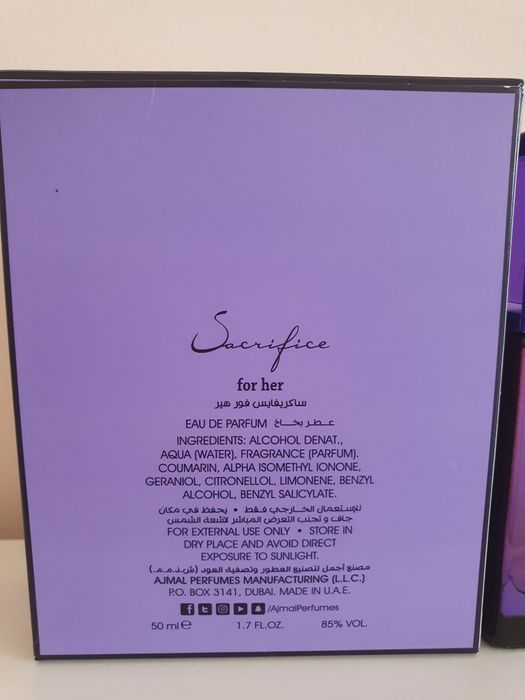 Sacrifice
for her
ساكريفايس فور هير
EAU DE PARFUM عطر بخاخ
INGREDIENTS: ALCOHOL DENAT.,
AQUA (WATER), FRAGRANCE (PARFUM).
COUMARIN, ALPHA ISOMETHYL IONONE,
GERANIOL, CITRONELLOL, LIMONENE, BENZYL
ALCOHOL, BENZYL SALICYLATE.
للإستعمال الخارجي فقط • يحفظ في مكان
جاف و تجنب التعرض المباشر لأشعة الشمس
FOR EXTERNAL USE ONLY • STORE IN
DRY PLACE AND AVOID DIRECT
EXPOSURE TO SUNLIGHT.
مصنع أجمل لتصنيع العطور وتصفية العود (ش.ذ.م.م.)
AJMAL PERFUMES MANUFACTURING (L.L.C.)
P.O. BOX 3141, DUBAI. MADE IN U.A.E.
/AjmalPerfumes
50 ml e 1.7 FL.OZ. 85% VOL.